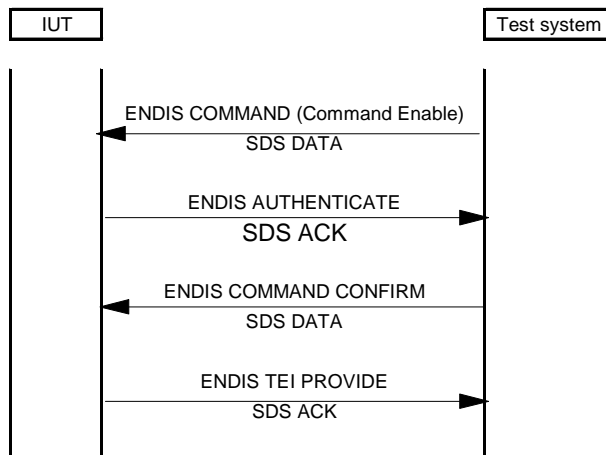 IUT
Test system
ENDIS COMMAND (Command Enable)
SDS DATA
ENDIS AUTHENTICATE
SDS ACK
ENDIS COMMAND CONFIRM
SDS DATA
ENDIS TEI PROVIDE
SDS ACK